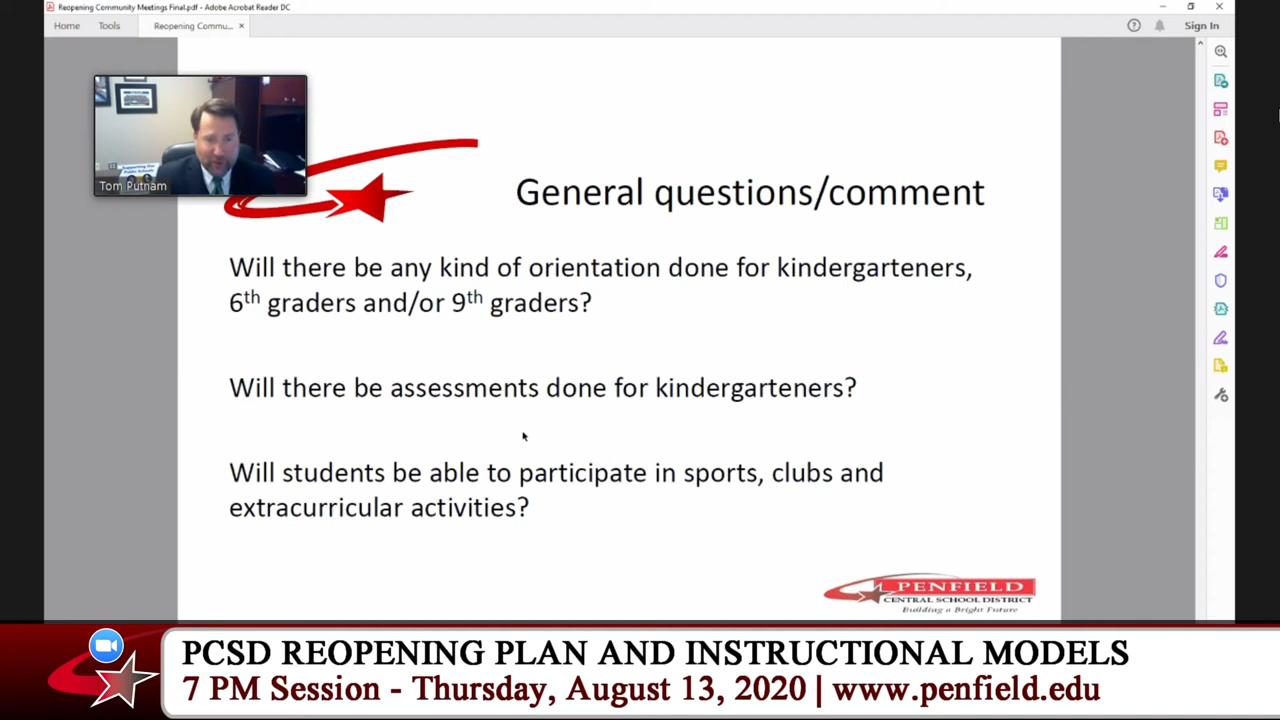 Reopening Community Meetings Final.pdf - Adobe Acrobat Reader DC
Home Tools Reopening Commu... ×
Sign In
Supporting Our
Public Schools
Tom Putnam
General questions/comment
Will there be any kind of orientation done for kindergarteners,
6th graders and/or 9th graders?
Will there be assessments done for kindergarteners?
Will students be able to participate in sports, clubs and
extracurricular activities?
PENFIELD
CENTRAL SCHOOL DISTRICT
Building a Bright Future
PCSD REOPENING PLAN AND INSTRUCTIONAL MODELS
7 PM Session - Thursday, August 13, 2020 | www.penfield.edu